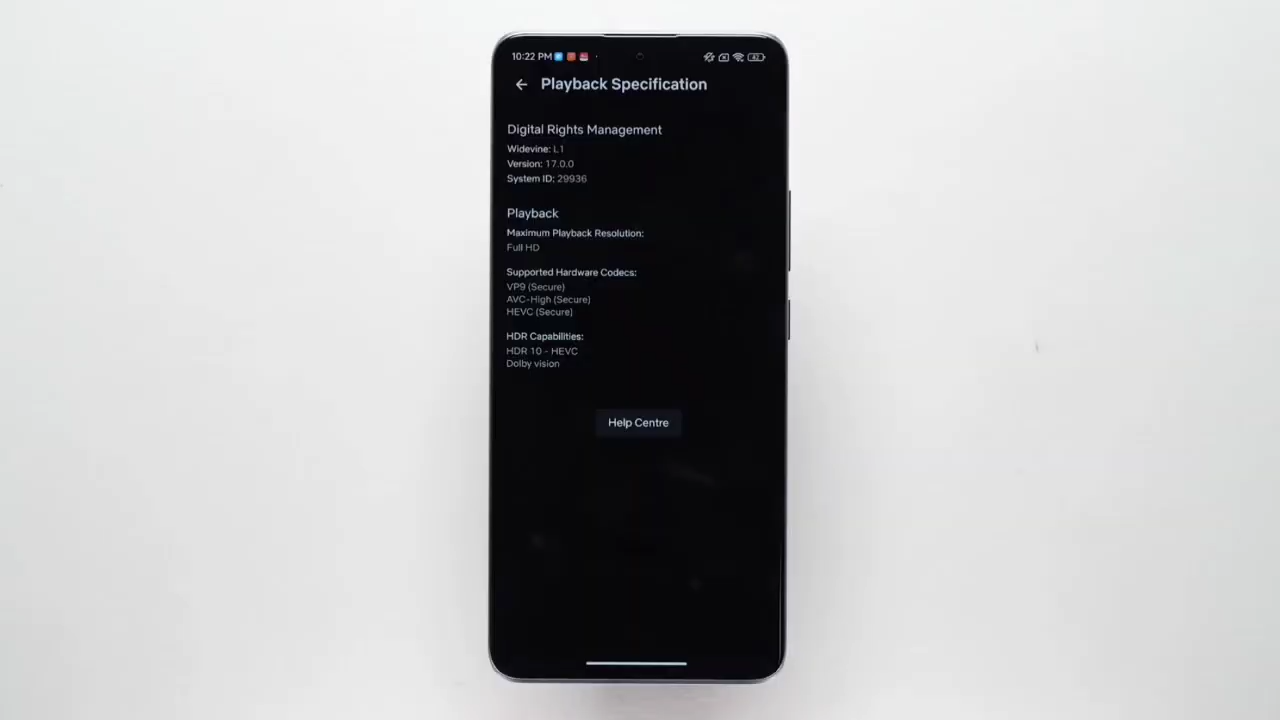 10:22 PM
Playback Specification
Digital Rights Management
Widevine: L1
Version: 17.0.0
System ID: 29936
Playback
Maximum Playback Resolution:
Full HD
Supported Hardware Codecs:
VP9 (Secure)
AVC-High (Secure)
HEVC (Secure)
HDR Capabilities:
HDR 10 - HEVC
Dolby vision
Help Centre